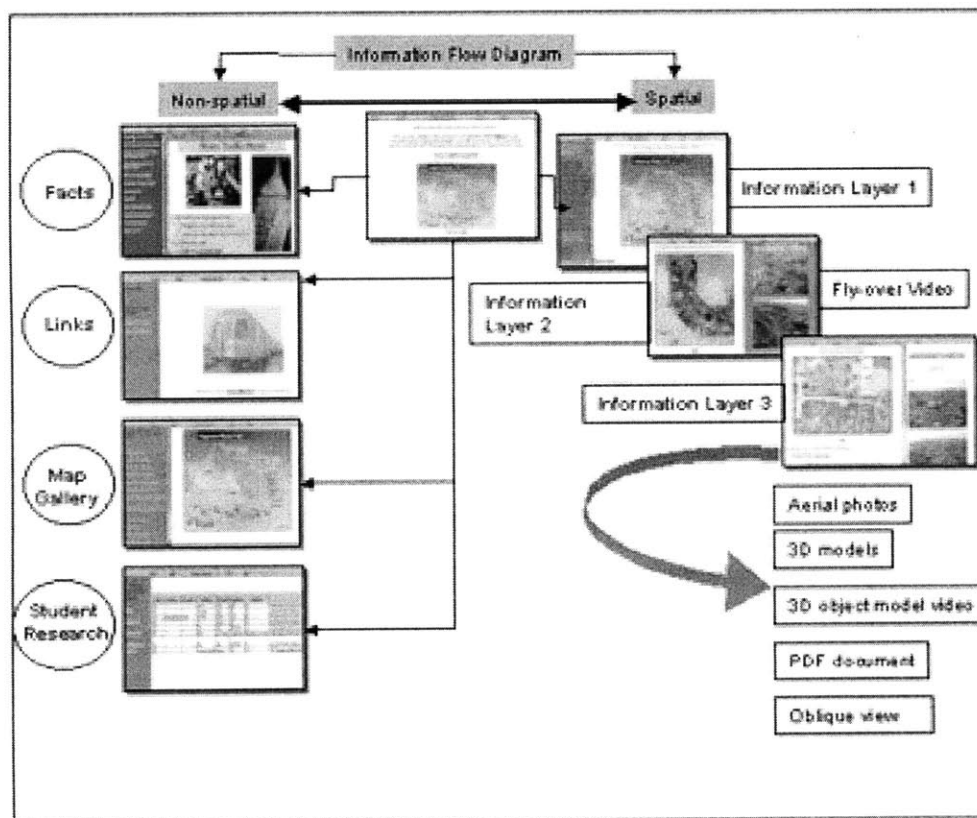 Information Flow Diagram
Non-spatial
Spatial
Facts
Information Layer 1
Links
Information
Layer 2
Fly-over Video
Information Layer 3
Map
Gallery
Aerial photos
3D models
3D object model video
Student
Research
PDF document
Oblique view